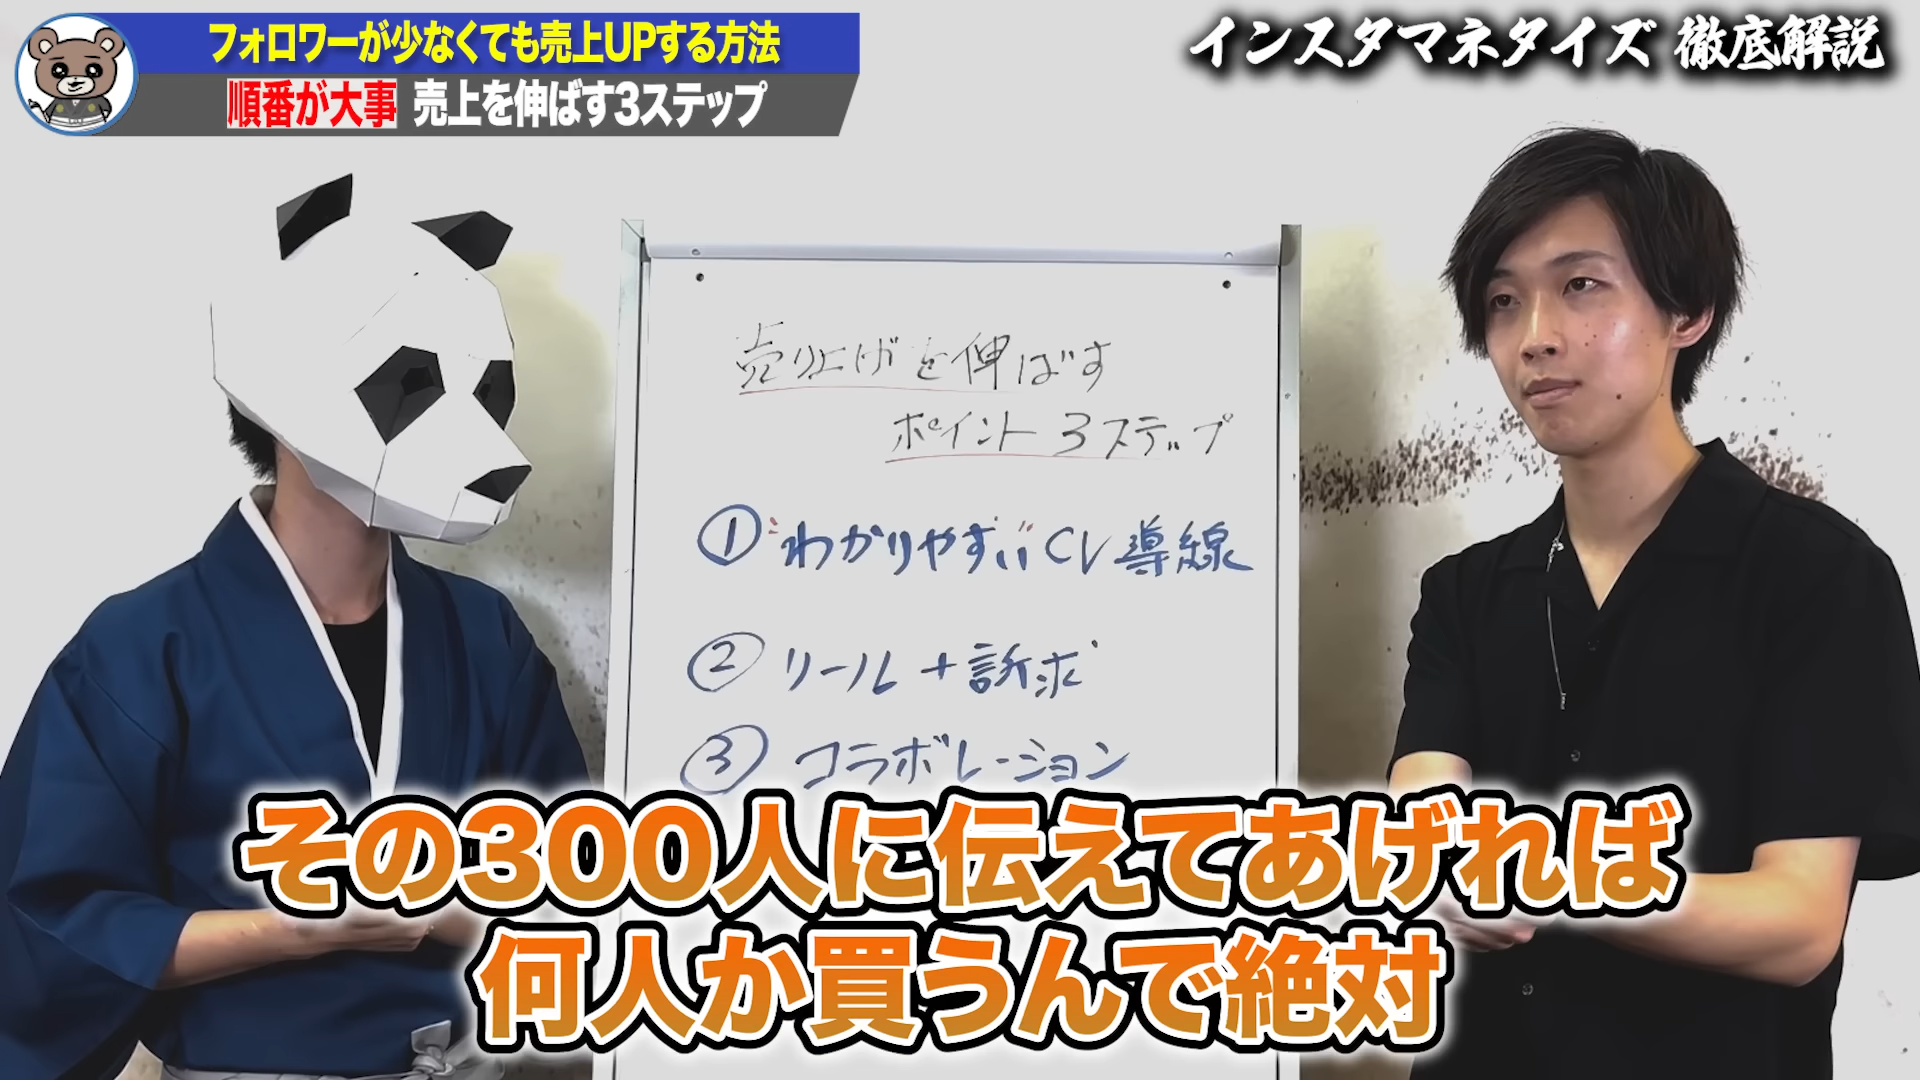 フォロワーが少なくても売上UPする方法
順番が大事 売上を伸ばす3ステップ
インスタマネタイズ 徹底解説
売り上げを伸ばす
ポイント 3ステップ
① わかりやすいCV導線
② リール+訴求
③ コラボレーション
その300人に伝えてあげれば
何人か買うんで絶対